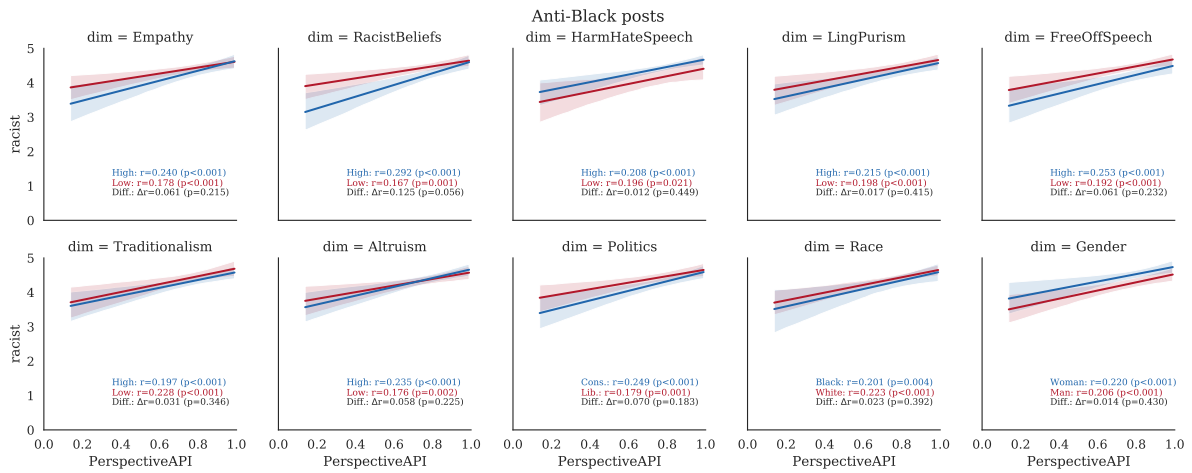 Anti-Black posts
dim = Empathy
dim = RacistBeliefs
dim = HarmHateSpeech
dim = LingPurism
dim = FreeOffSpeech
5
4
3
2
1
0
racist
High: r=0.240 (p<0.001)
Low: r=0.178 (p<0.001)
Diff.: Δr=0.061 (p=0.215)
High: r=0.292 (p<0.001)
Low: r=0.167 (p=0.001)
Diff.: Δr=0.125 (p=0.056)
High: r=0.208 (p<0.001)
Low: r=0.196 (p=0.021)
Diff.: Δr=0.012 (p=0.449)
High: r=0.215 (p<0.001)
Low: r=0.198 (p<0.001)
Diff.: Δr=0.017 (p=0.415)
High: r=0.253 (p<0.001)
Low: r=0.192 (p<0.001)
Diff.: Δr=0.061 (p=0.232)
dim = Traditionalism
dim = Altruism
dim = Politics
dim = Race
dim = Gender
5
4
3
2
1
0
racist
High: r=0.197 (p<0.001)
Low: r=0.228 (p<0.001)
Diff.: Δr=0.031 (p=0.346)
High: r=0.235 (p<0.001)
Low: r=0.176 (p=0.002)
Diff.: Δr=0.058 (p=0.225)
Cons.: r=0.249 (p<0.001)
Lib.: r=0.179 (p=0.001)
Diff.: Δr=0.070 (p=0.183)
Black: r=0.201 (p=0.004)
White: r=0.223 (p<0.001)
Diff.: Δr=0.023 (p=0.392)
Woman: r=0.220 (p<0.001)
Man: r=0.206 (p<0.001)
Diff.: Δr=0.014 (p=0.430)
0.0 0.2 0.4 0.6 0.8 1.0
0.2 0.4 0.6 0.8 1.0
0.2 0.4 0.6 0.8 1.0
0.2 0.4 0.6 0.8 1.0
0.2 0.4 0.6 0.8 1.0
PerspectiveAPI
PerspectiveAPI
PerspectiveAPI
PerspectiveAPI
PerspectiveAPI